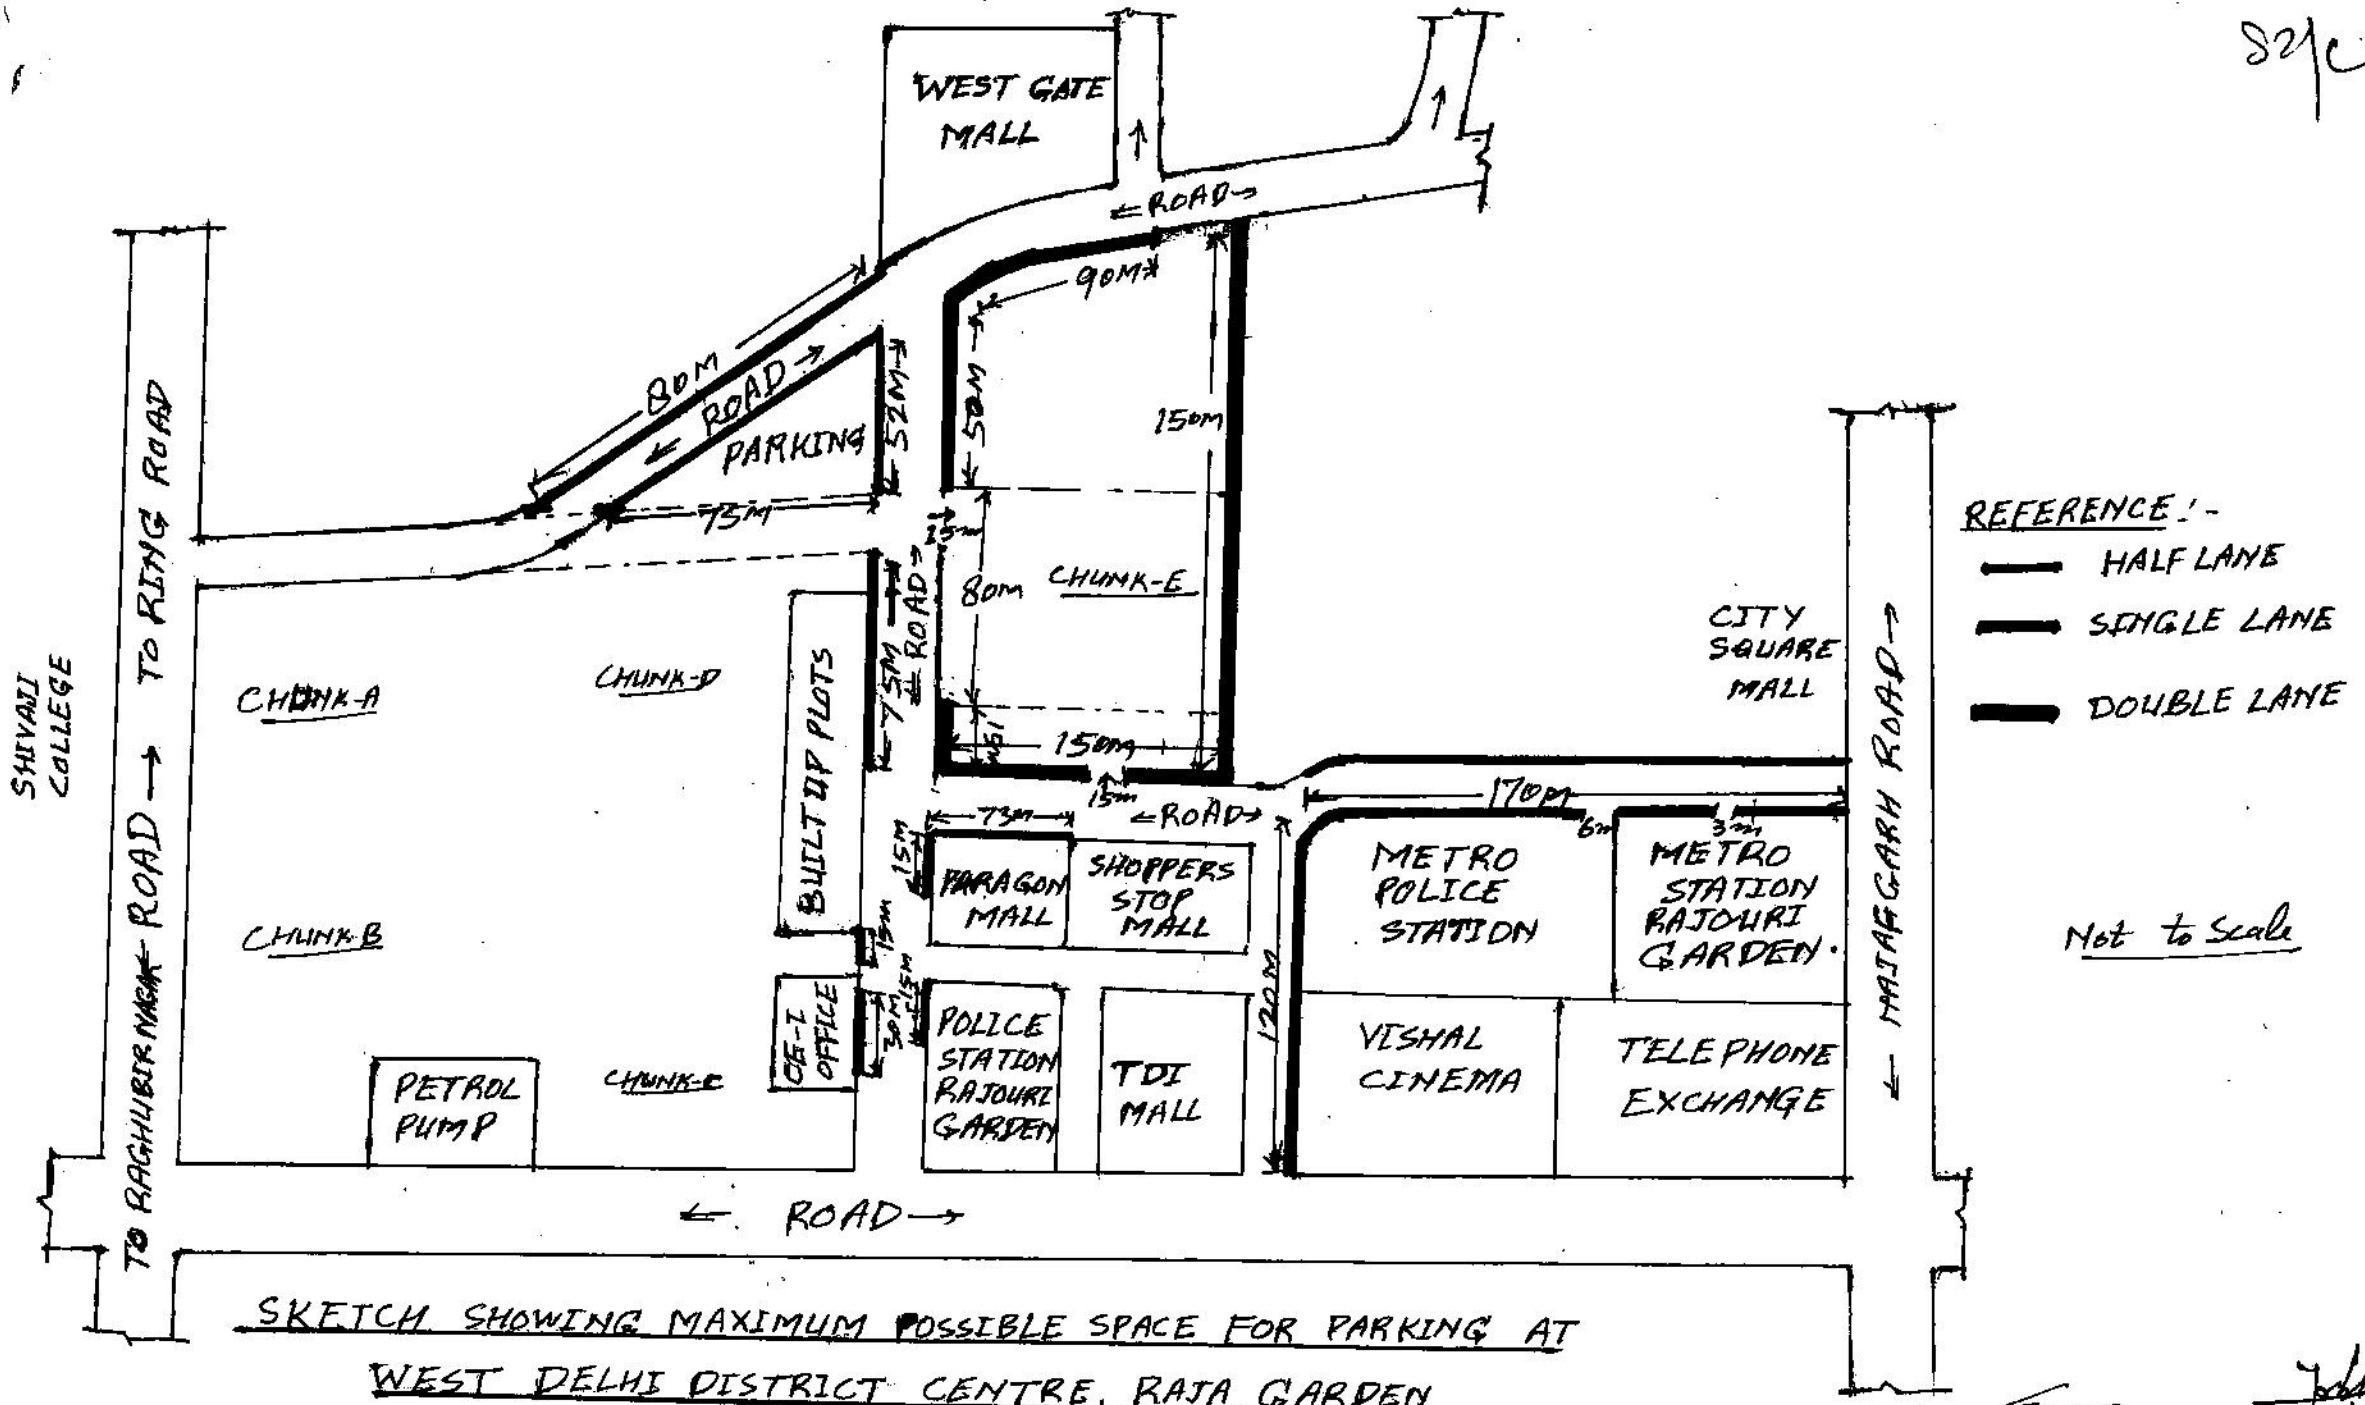 82/C
WEST GATE
MALL
← ROAD →
90M
80M
← ROAD →
PARKING
52M
50M
150m
75M
15m
80m
CHUNK-E
TO RING ROAD
SHIVAJI
COLLEGE
CHUNK-A
CHUNK-D
BUILT UP PLOTS
75M
← ROAD →
15m
150m
15m
← ROAD →
170m
6m
3m
CITY
SQUARE
MALL
REFERENCE :-
HALF LANE
SINGLE LANE
DOUBLE LANE
73m
15M
PARAGON
MALL
SHOPPERS
STOP
MALL
METRO
POLICE
STATION
METRO
STATION
RAJOURI
GARDEN.
Not to Scale
CHUNK-B
15m
15M
30M
120M
CE-I
OFFICE
POLICE
STATION
RAJOURI
GARDEN
TDI
MALL
VISHAL
CINEMA
TELEPHONE
EXCHANGE
PETROL
PUMP
CHUNK-C
TO RAGHUBIR NAGAR ← ROAD →
← ROAD →
SKETCH SHOWING MAXIMUM POSSIBLE SPACE FOR PARKING AT
WEST DELHI DISTRICT CENTRE, RAJA GARDEN